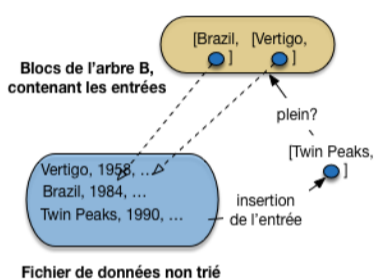 [Brazil, [Vertigo,
] ]
Blocs de l'arbre B,
contenant les entrées
plein?
[Twin Peaks,
]
Vertigo, 1958, ...
Brazil, 1984, ...
Twin Peaks, 1990, ...
insertion
de l'entrée
Fichier de données non trié